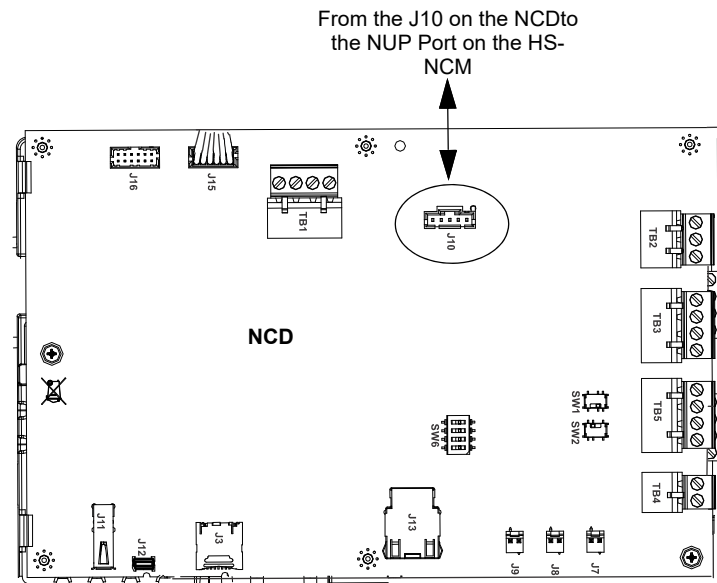 From the J10 on the NCDto
the NUP Port on the HS-
NCM
J16
J15
TB1
J10
TB2
TB3
NCD
SW1
SW2
TB5
SW6
TB4
J11
J12
J3
J13
J9
J8
J7